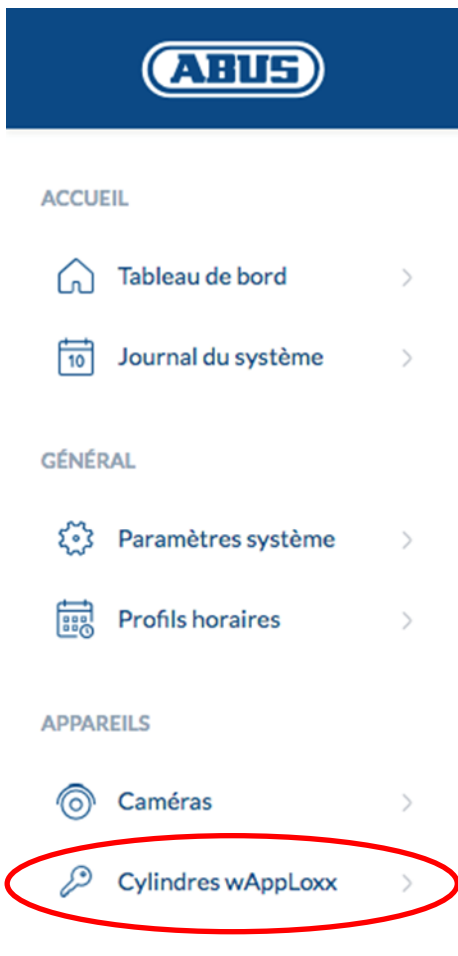 ABUS
ACCUEIL
Tableau de bord
10 Journal du système
GÉNÉRAL
Paramètres système
Profils horaires
APPAREILS
Caméras
Cylindres wAppLoxx